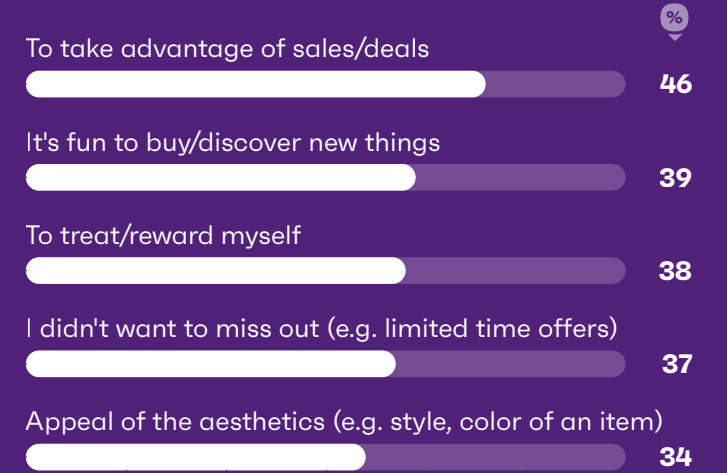 %
To take advantage of sales/deals
46
It's fun to buy/discover new things
39
To treat/reward myself
38
I didn't want to miss out (e.g. limited time offers)
37
Appeal of the aesthetics (e.g. style, color of an item)
34